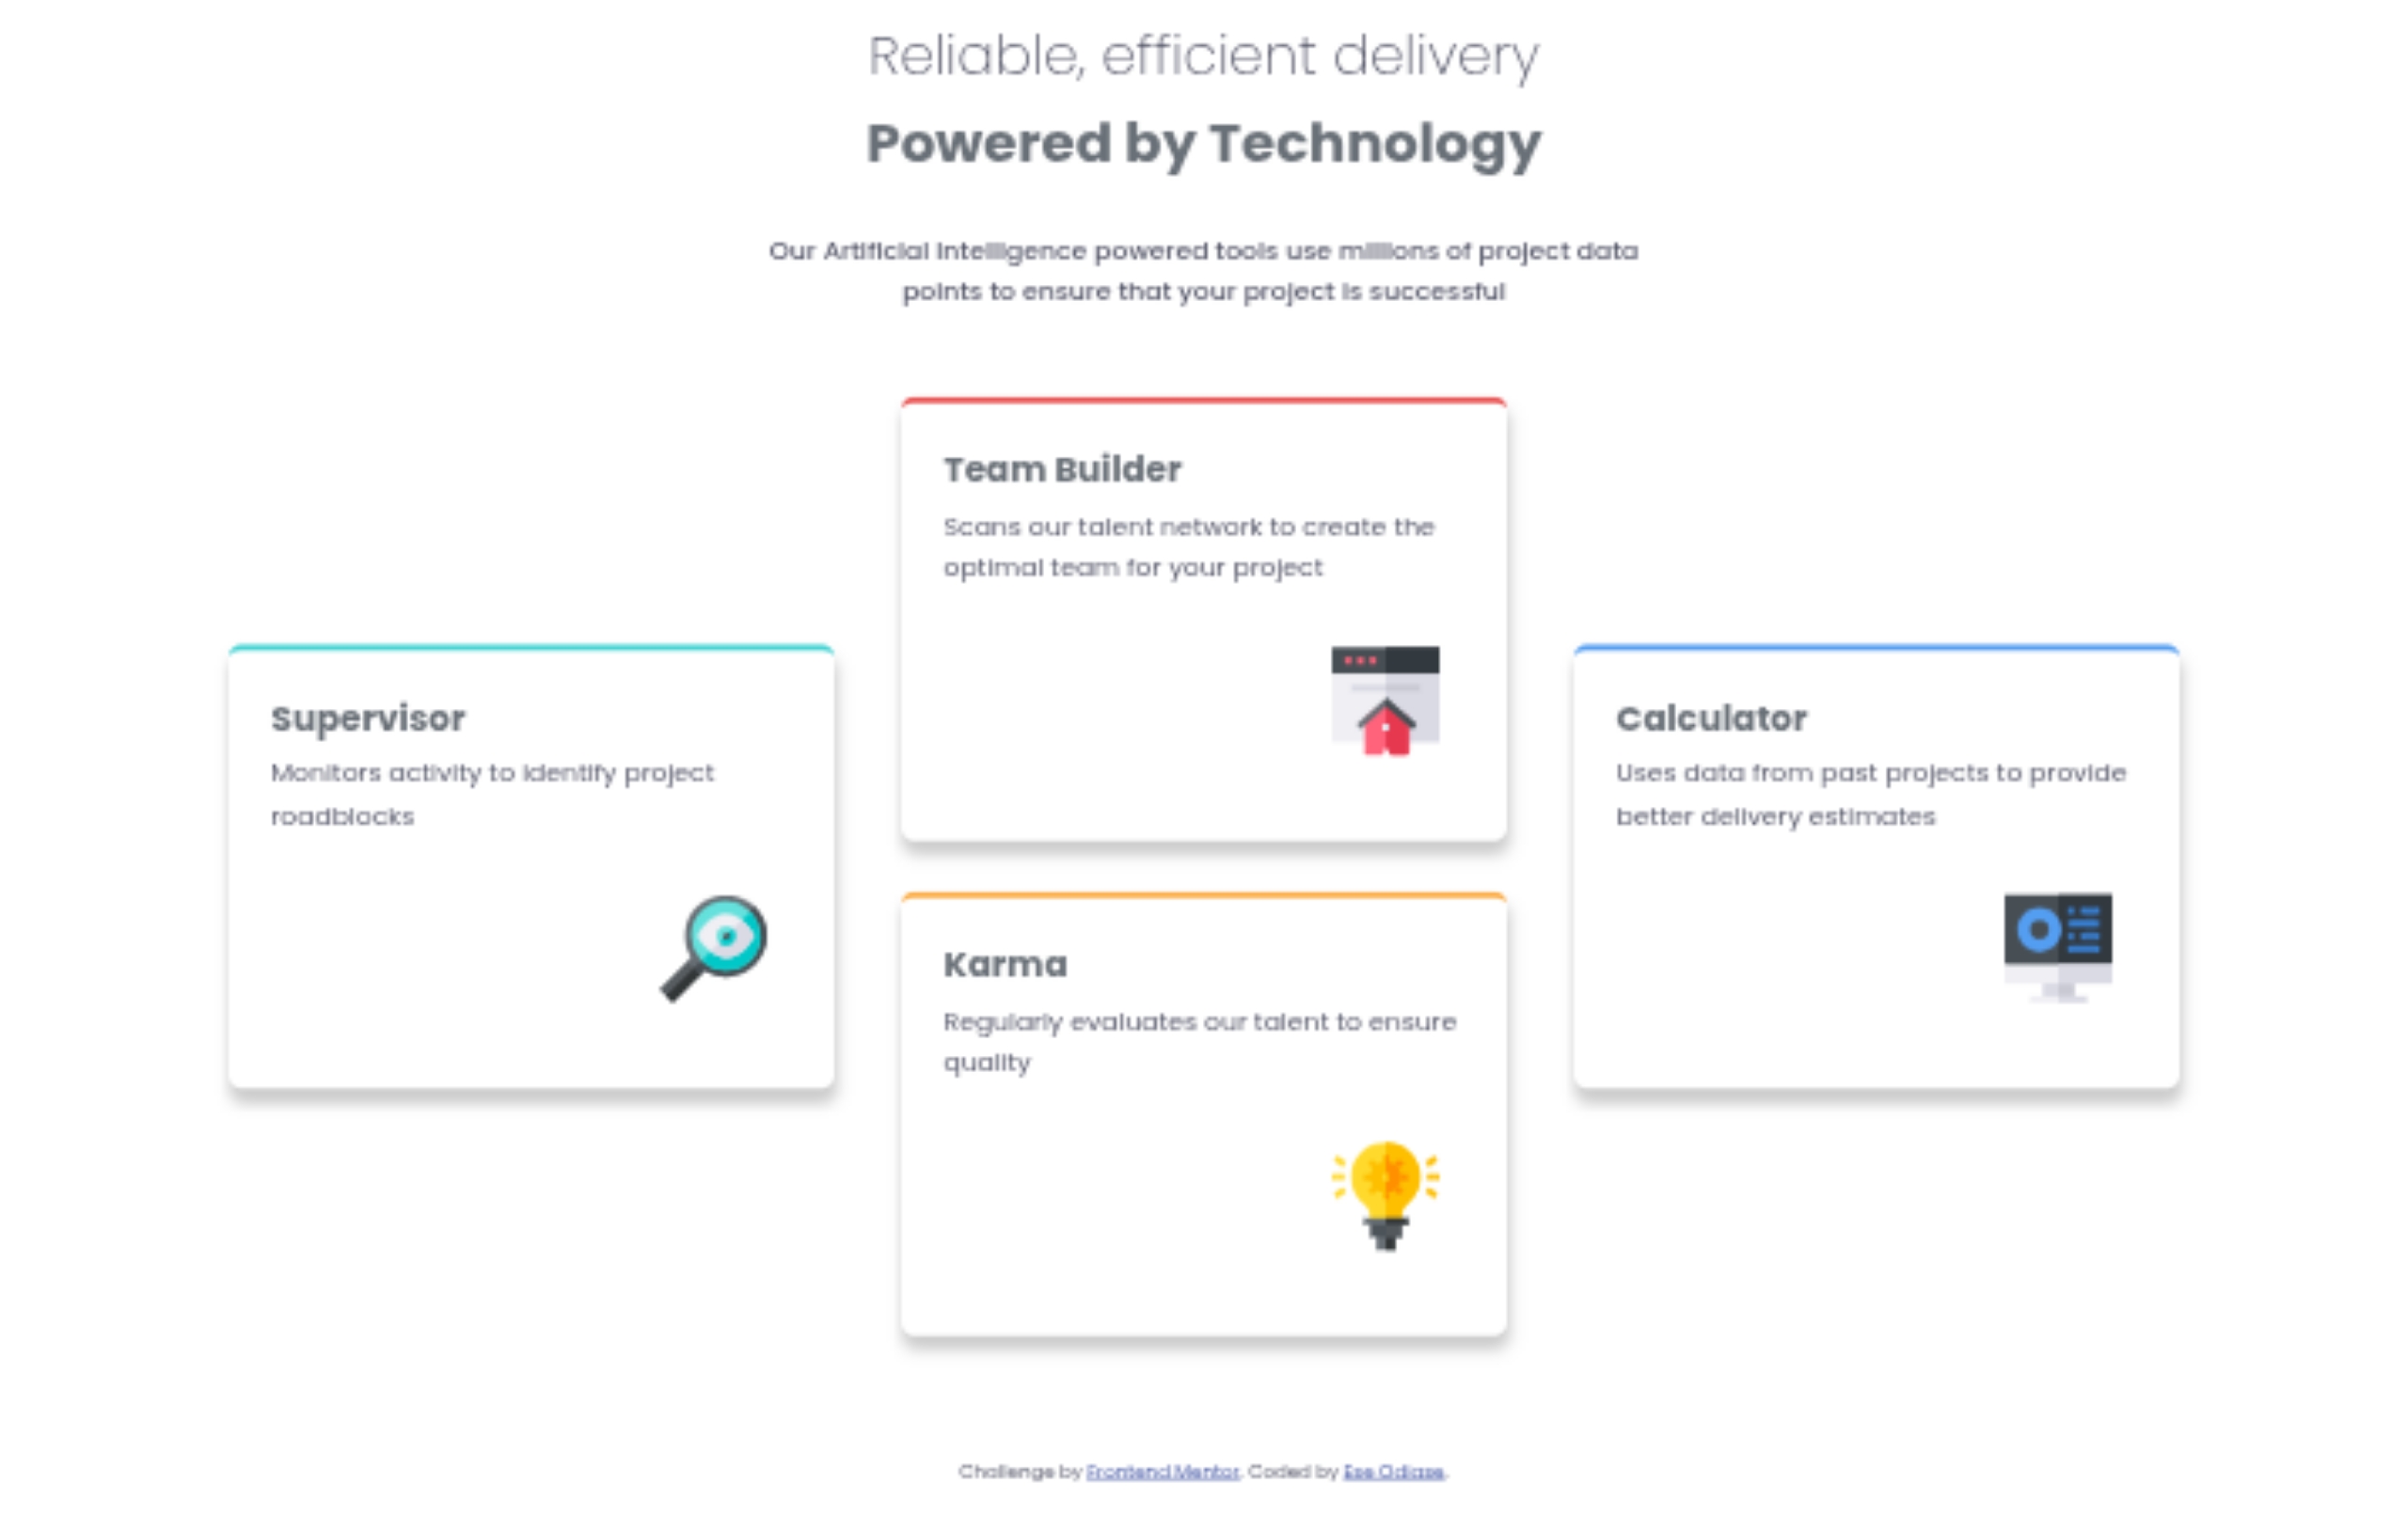 Reliable, efficient delivery
Powered by Technology
Our Artificial Intelligence powered tools use millions of project data
points to ensure that your project is successful
Team Builder
Scans our talent network to create the
optimal team for your project
Supervisor
Monitors activity to identify project
roadblocks
Calculator
Uses data from past projects to provide
better delivery estimates
Karma
Regularly evaluates our talent to ensure
quality
Challenge by Frontend Mentor. Coded by Ese Odiase.